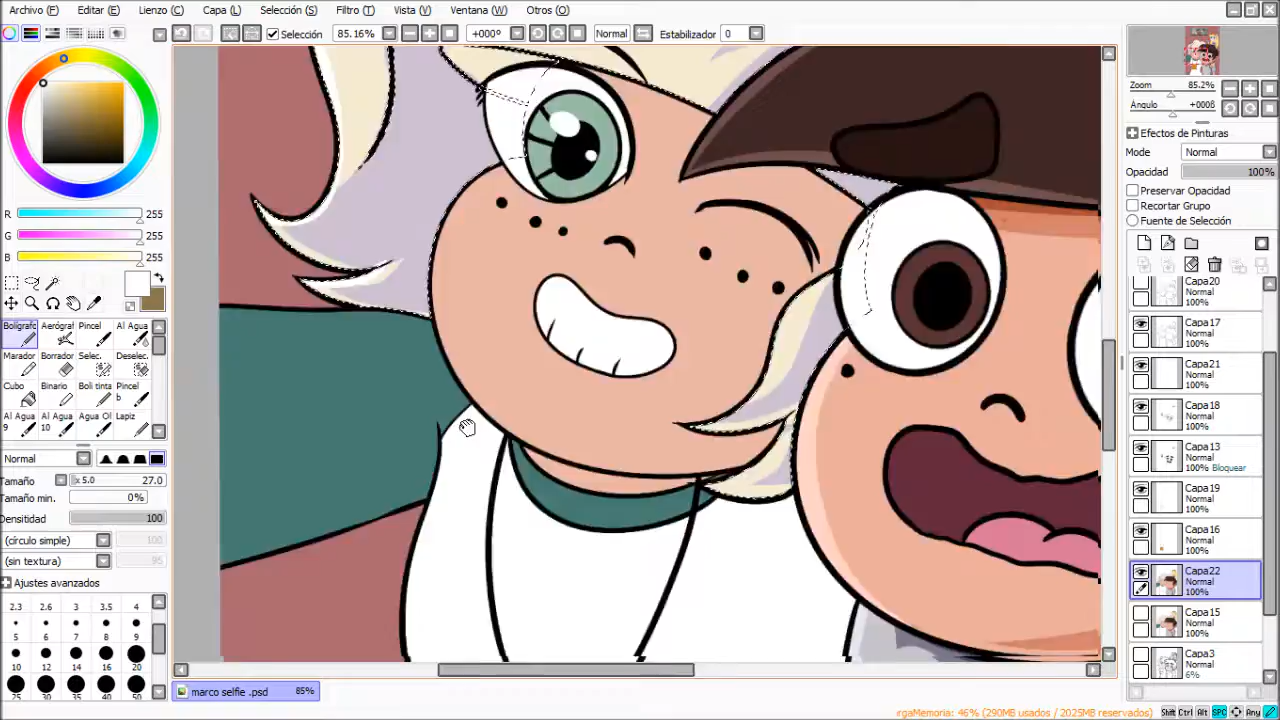 Archivo (F) Editar (E) Lienzo (C) Capa (L) Selección (S) Filtro (T) Vista (V) Ventana (W) Otros (O)
Selección 85.16% +000° Normal Estabilizador 0
Zoom 85.2%
Ángulo +0008
Efectos de Pinturas
Mode Normal
Opacidad 100%
Preservar Opacidad
Recortar Grupo
Fuente de Selección
R 255
G 255
B 255
Bolígrafo Aerógraf Pincel Al Agua
Marador Borrador Selec. Deselec.
Cubo Binario Boli tinta Pincel b
Al Agua 9 Al Agua 10 Agua Ol Lapiz
Normal
Tamaño x 5.0 27.0
Tamaño min. 0%
Densidad 100
(círculo simple) 100
(sin textura) 95
Ajustes avanzados
2.3 2.6 3 3.5 4
5 6 7 8 9
10 12 14 16 20
25 30 35 40 50
Capa20
Normal
100%
Capa17
Normal
100%
Capa21
Normal
100%
Capa18
Normal
100%
Capa13
Normal
100% Bloquear
Capa19
Normal
100%
Capa16
Normal
100%
Capa22
Normal
100%
Capa15
Normal
100%
Capa3
Normal
6%
marco selfie .psd 85%
rgaMemoria: 46% (290MB usados / 2025MB reservados)
Shift Ctrl Alt SPC Any